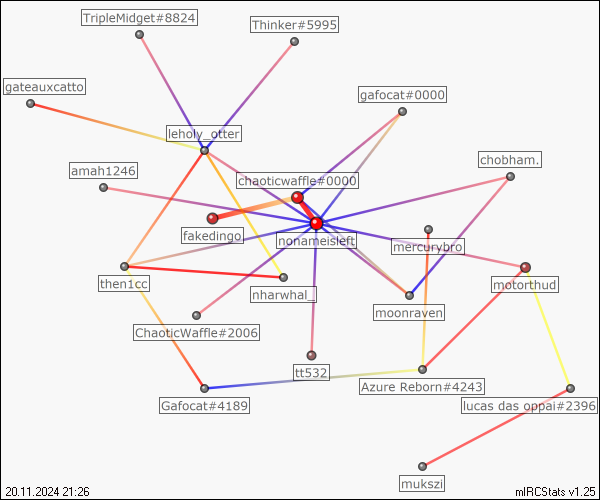 TripleMidget#8824
Thinker#5995
gateauxcatto
gafocat#0000
leholy_otter
chobham.
amah1246
chaoticwaffle#0000
fakedingo.
nonameisleft
mercurybro
then1cc
nharwhal_
motorthud
moonraven
ChaoticWaffle#2006
tt532
Azure Reborn#4243
Gafocat#4189
lucas das oppai#2396
mukszi
20.11.2024 21:26
mIRCStats v1.25